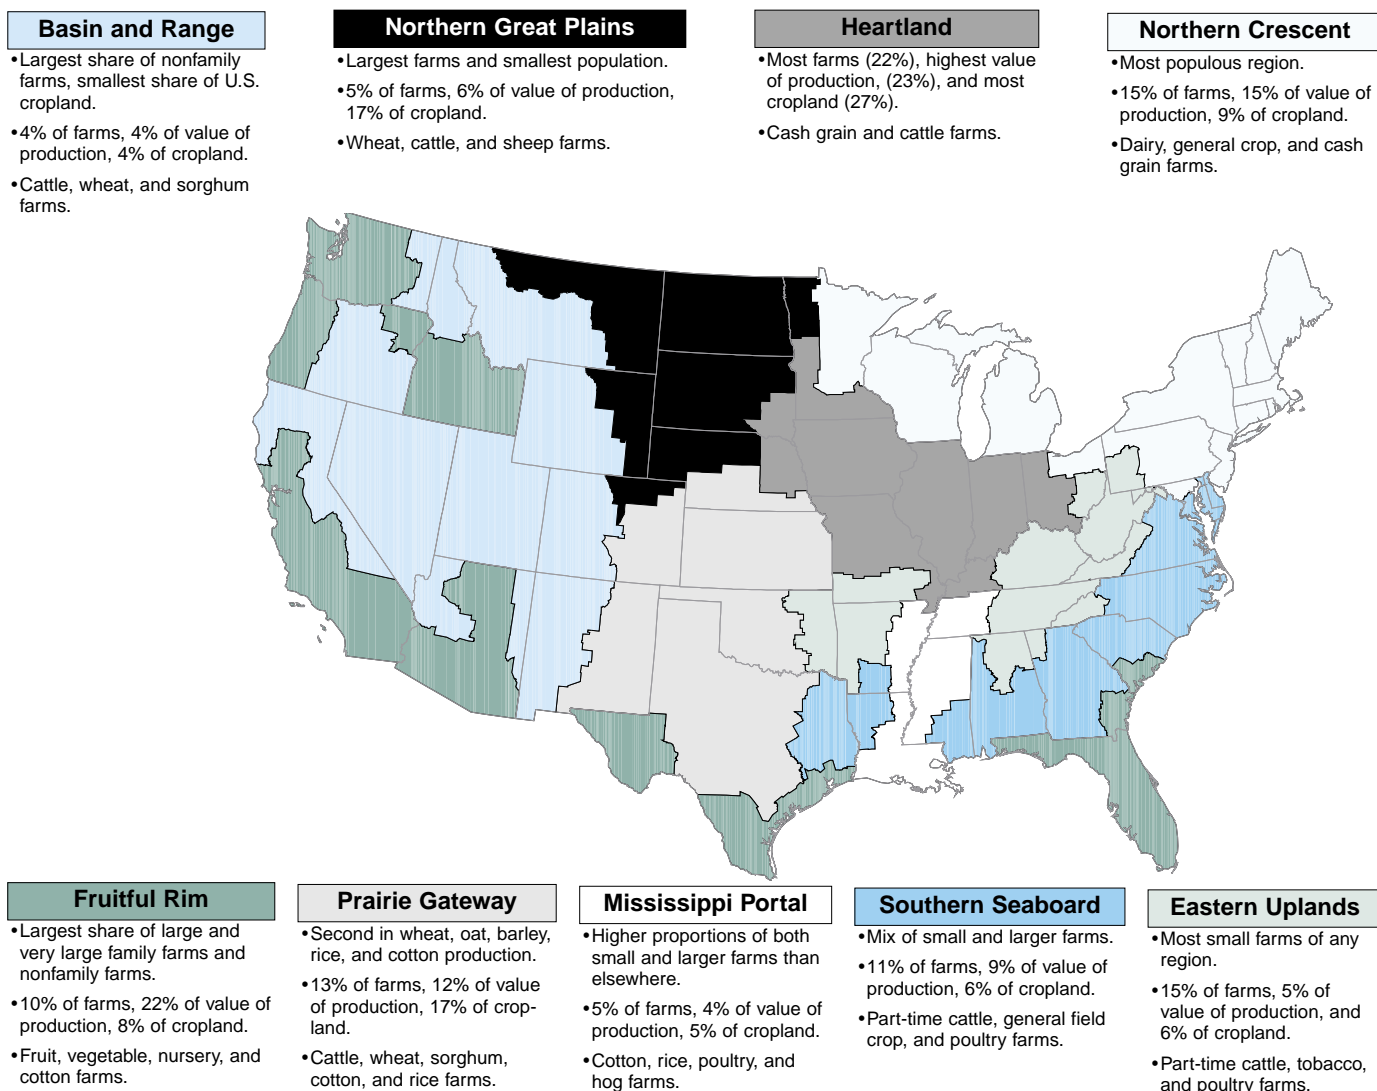 Basin and Range
•Largest share of nonfamily
farms, smallest share of U.S.
cropland.
•4% of farms, 4% of value of
production, 4% of cropland.
•Cattle, wheat, and sorghum
farms.
Northern Great Plains
•Largest farms and smallest population.
•5% of farms, 6% of value of production,
17% of cropland.
•Wheat, cattle, and sheep farms.
Heartland
•Most farms (22%), highest value
of production, (23%), and most
cropland (27%).
•Cash grain and cattle farms.
Northern Crescent
•Most populous region.
•15% of farms, 15% of value of
production, 9% of cropland.
•Dairy, general crop, and cash
grain farms.
Fruitful Rim
•Largest share of large and
very large family farms and
nonfamily farms.
•10% of farms, 22% of value of
production, 8% of cropland.
•Fruit, vegetable, nursery, and
cotton farms.
Prairie Gateway
•Second in wheat, oat, barley,
rice, and cotton production.
•13% of farms, 12% of value
of production, 17% of crop-
land.
•Cattle, wheat, sorghum,
cotton, and rice farms.
Mississippi Portal
•Higher proportions of both
small and larger farms than
elsewhere.
•5% of farms, 4% of value of
production, 5% of cropland.
•Cotton, rice, poultry, and
hog farms.
Southern Seaboard
•Mix of small and larger farms.
•11% of farms, 9% of value of
production, 6% of cropland.
•Part-time cattle, general field
crop, and poultry farms.
Eastern Uplands
•Most small farms of any
region.
•15% of farms, 5% of
value of production, and
6% of cropland.
•Part-time cattle, tobacco,
and poultry farms.